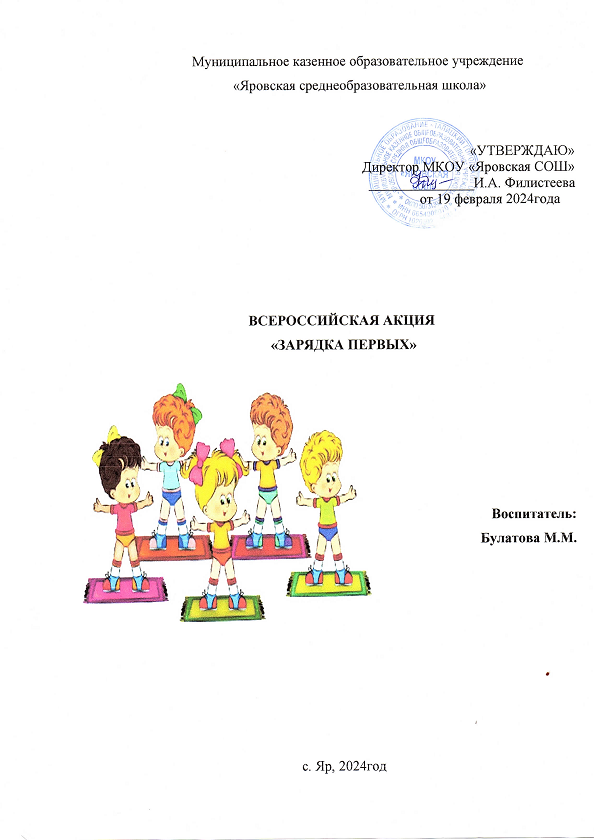 Муниципальное казенное образовательное учреждение
«Яровская среднеобразовательная школа»
«УТВЕРЖДАЮ»
Директор МКОУ «Яровская СОШ»
И.А. Филистеева
от 19 февраля 2024года
МКОУ
ВСЕРОССИЙСКАЯ АКЦИЯ
«ЗАРЯДКА ПЕРВЫХ»
Воспитатель:
Булатова М.М.
с. Яр, 2024год